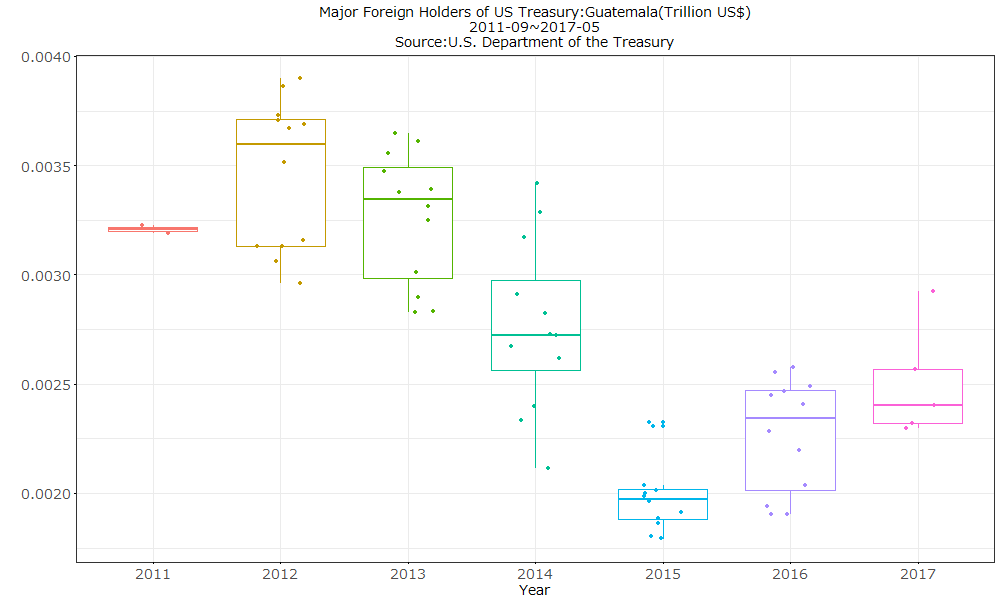 Major Foreign Holders of US Treasury:Guatemala(Trillion US$)
2011-09~2017-05
Source:U.S. Department of the Treasury
0.0040
0.0035
0.0030
0.0025
0.0020
2011 2012 2013 2014 2015 2016 2017
Year